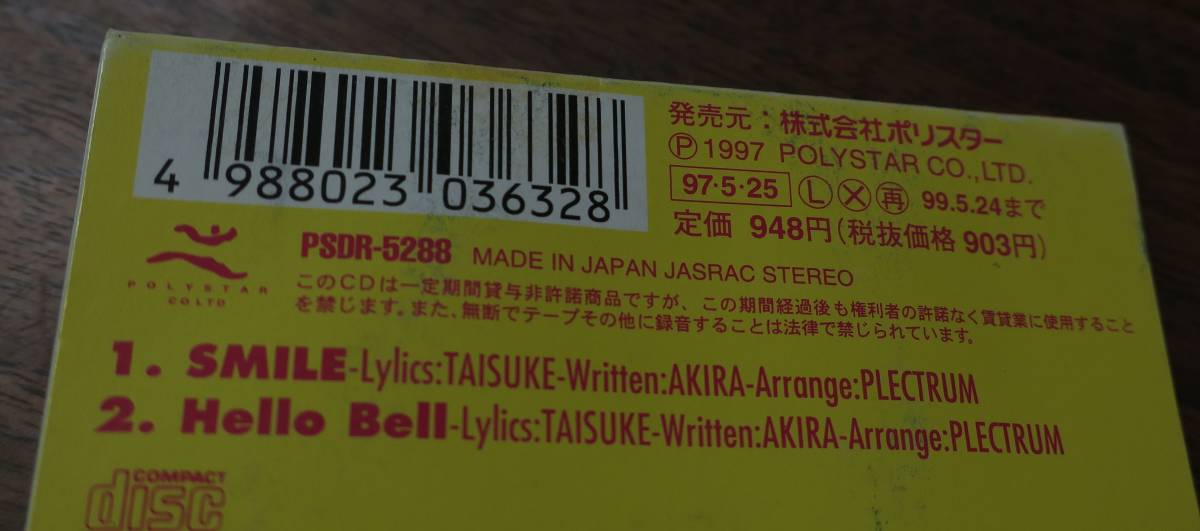 4 988023 036328
発売元：株式会社ポリスター
Ⓟ1997 POLYSTAR CO.,LTD.
97・5・25 Ⓛ Ⓧ ㊢ 99.5.24まで
定価 948円(税抜価格 903円)
POLYSTAR
CO.LTD
PSDR-5288 MADE IN JAPAN JASRAC STEREO
このCDは一定期間貸与非許諾商品ですが、この期間経過後も権利者の許諾なく賃貸業に使用すること
を禁じます。また、無断でテープその他に録音することは法律で禁じられています。
1. SMILE-Lylics:TAISUKE-Written:AKIRA-Arrange:PLECTRUM
2. Hello Bell-Lylics:TAISUKE-Written:AKIRA-Arrange:PLECTRUM
COMPACT
disc